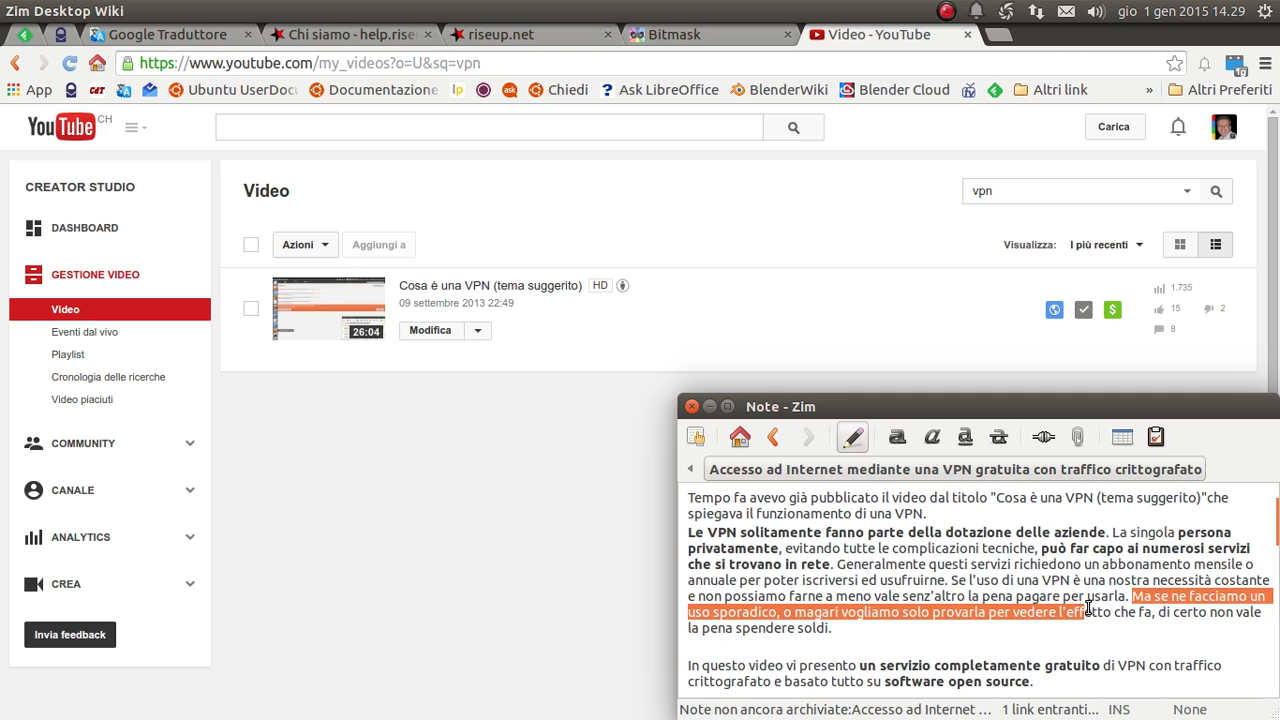 Zim Desktop Wiki
gio 1 gen 2015 14.29
Google Traduttore
Chi siamo - help.rise
riseup.net
Bitmask
Video - YouTube
https://www.youtube.com/my_videos?o=U&sq=vpn
App
Ubuntu UserDocu
Documentazione
lp
ask
Chiedi
Ask LibreOffice
BlenderWiki
Blender Cloud
Altri link
»
Altri Preferiti
YouTube CH
Carica
CREATOR STUDIO
DASHBOARD
GESTIONE VIDEO
Video
Eventi dal vivo
Playlist
Cronologia delle ricerche
Video piaciuti
COMMUNITY
CANALE
ANALYTICS
CREA
Invia feedback
Video
vpn
Azioni
Aggiungi a
Visualizza:
I più recenti
26:04
Cosa è una VPN (tema suggerito) HD
09 settembre 2013 22:49
Modifica
$
1.735
15
2
8
Note - Zim
a a a a
Accesso ad Internet mediante una VPN gratuita con traffico crittografato
Tempo fa avevo già pubblicato il video dal titolo "Cosa è una VPN (tema suggerito)"che
spiegava il funzionamento di una VPN.
Le VPN solitamente fanno parte della dotazione delle aziende. La singola persona
privatamente, evitando tutte le complicazioni tecniche, può far capo ai numerosi servizi
che si trovano in rete. Generalmente questi servizi richiedono un abbonamento mensile o
annuale per poter iscriversi ed usufruirne. Se l'uso di una VPN è una nostra necessità costante
e non possiamo farne a meno vale senz'altro la pena pagare per usarla. Ma se ne facciamo un
uso sporadico, o magari vogliamo solo provarla per vedere l'effetto che fa, di certo non vale
la pena spendere soldi.
In questo video vi presento un servizio completamente gratuito di VPN con traffico
crittografato e basato tutto su software open source.
Note non ancora archiviate:Accesso ad Internet ...
1 link entranti...
INS
None